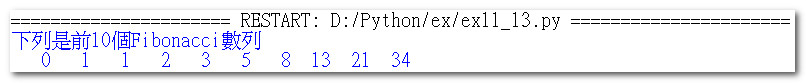 ====================== RESTART: D:/Python/ex/ex11_13.py ======================
下列是前10個Fibonacci數列
0 1 1 2 3 5 8 13 21 34